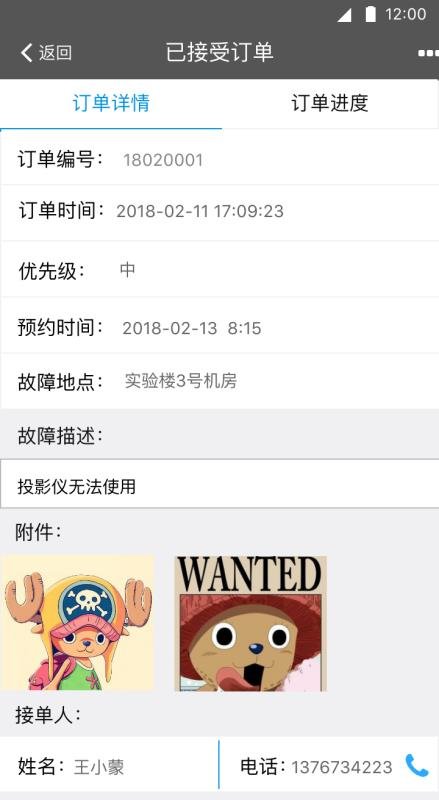 12:00
返回
已接受订单
订单详情 订单进度
订单编号： 18020001
订单时间： 2018-02-11 17:09:23
优先级： 中
预约时间： 2018-02-13 8:15
故障地点： 实验楼3号机房
故障描述：
投影仪无法使用
附件：
WANTED
接单人：
姓名：王小蒙 电话：1376734223